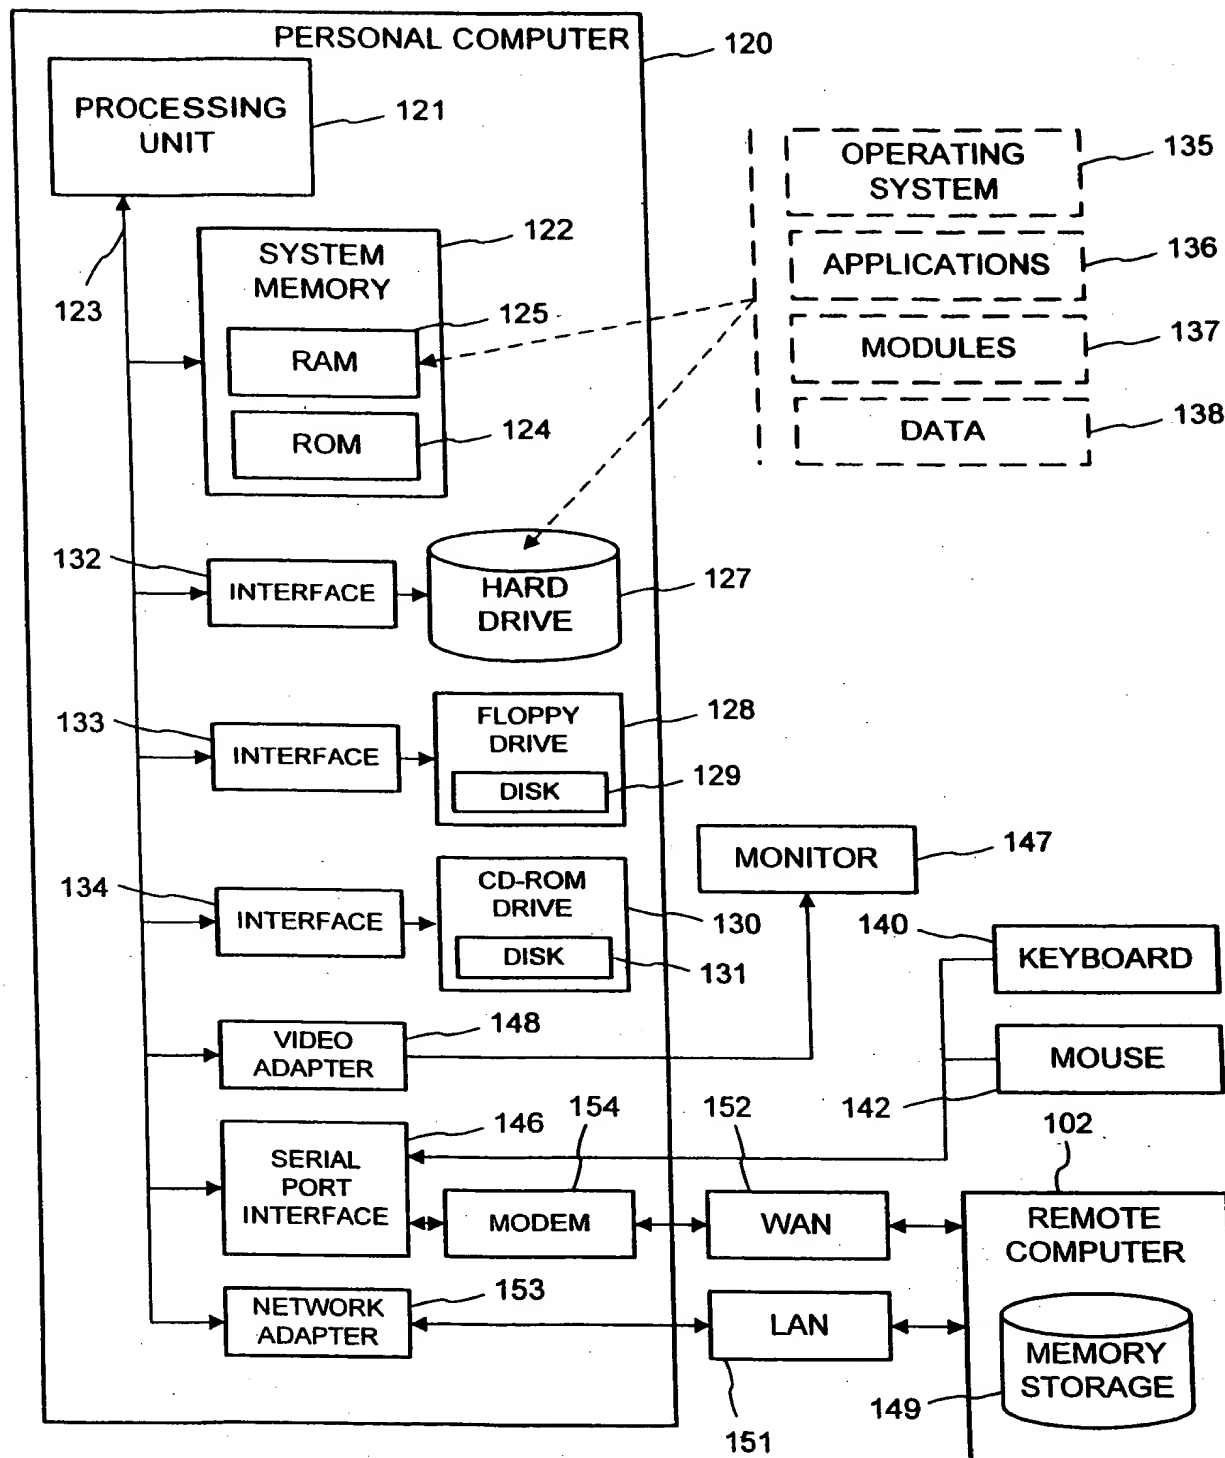 PERSONAL COMPUTER
120
PROCESSING
UNIT
121
123
SYSTEM
MEMORY
122
125
RAM
ROM
124
OPERATING
SYSTEM
135
APPLICATIONS
136
MODULES
137
DATA
138
132
INTERFACE
HARD
DRIVE
127
133
INTERFACE
FLOPPY
DRIVE
128
DISK
129
134
INTERFACE
CD-ROM
DRIVE
130
DISK
131
MONITOR
147
140
KEYBOARD
MOUSE
142
VIDEO
ADAPTER
148
146
SERIAL
PORT
INTERFACE
154
MODEM
152
WAN
102
REMOTE
COMPUTER
NETWORK
ADAPTER
153
LAN
151
MEMORY
STORAGE
149